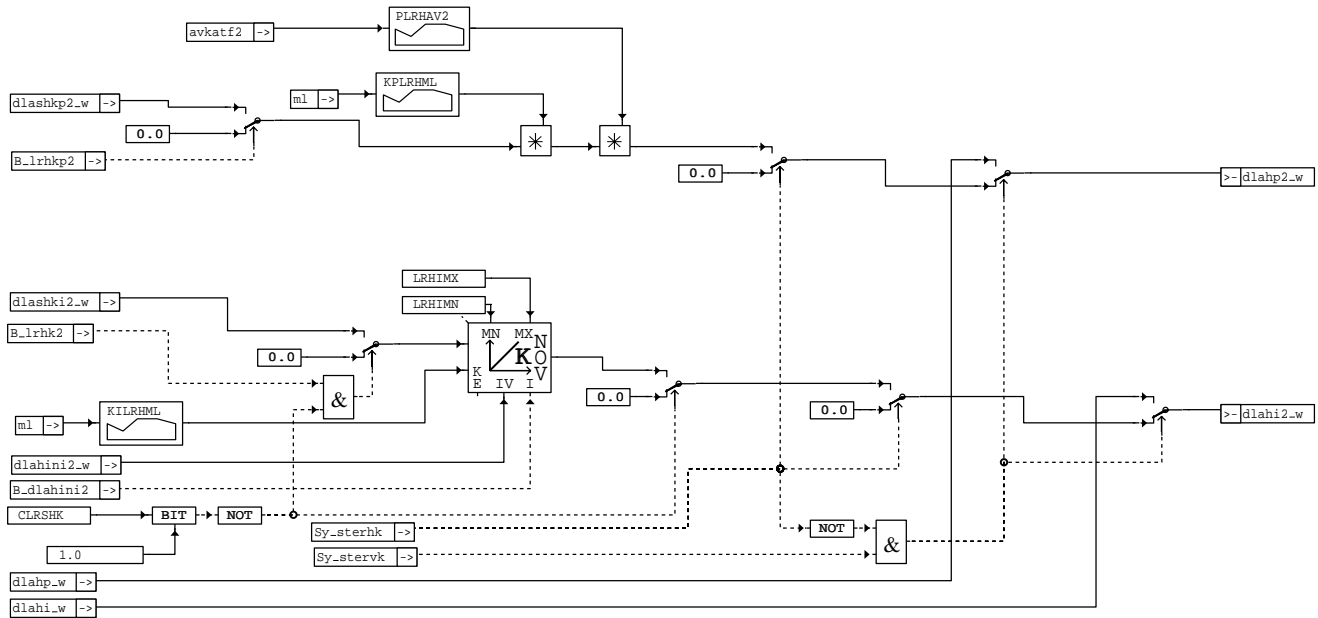 PLRHAV2
avkatf2 ->
KPLRHML
ml ->
dlashkp2_w ->
0.0
B_lrhkp2 ->
*
*
0.0
>- dlahp2_w
LRHIMX
LRHIMN
dlashki2_w ->
B_lrhk2 ->
MN MX N
K O
V
0.0
K
E IV I
0.0
0.0
>- dlahi2_w
&
KILRHML
ml ->
dlahini2_w ->
B_dlahini2 ->
CLRSHK
BIT
NOT
Sy_sterhk ->
NOT
&
1.0
Sy_stervk ->
dlahp_w ->
dlahi_w ->